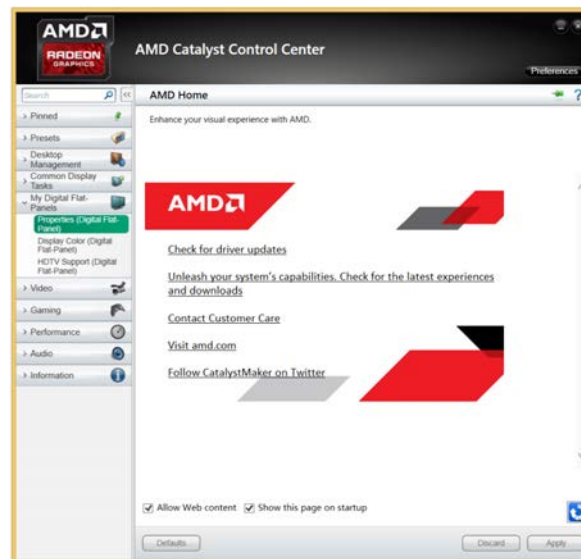 AMD
RADEON
GRAPHICS
AMD Catalyst Control Center
Preferences
Search
«
AMD Home
?
Pinned
Enhance your visual experience with AMD.
Presets
Desktop
Management
Common Display
Tasks
My Digital Flat-
Panels
Properties (Digital Flat-
Panel)
Display Color (Digital
Flat-Panel)
HDTV Support (Digital
Flat-Panel)
Video
Gaming
Performance
Audio
Information
AMD
Check for driver updates
Unleash your system's capabilities. Check for the latest experiences
and downloads
Contact Customer Care
Visit amd.com
Follow CatalystMaker on Twitter
Allow Web content Show this page on startup
Defaults Discard Apply